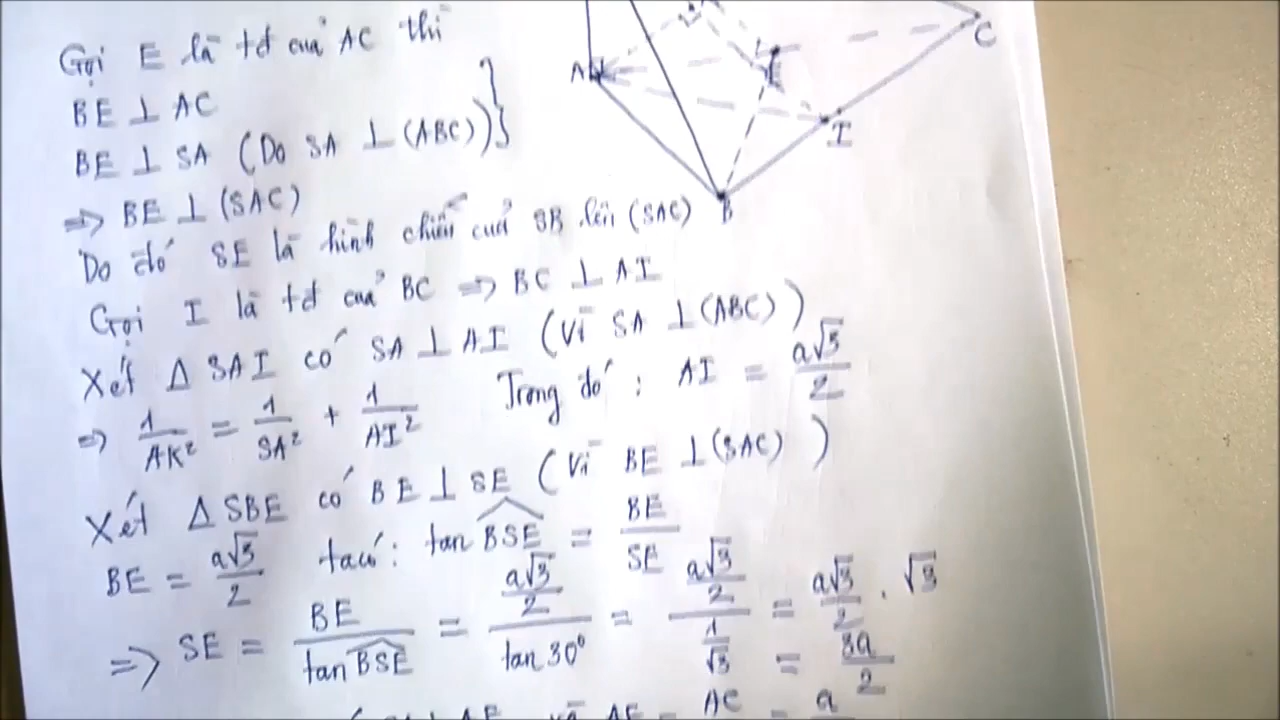 Gọi E là tđ của AC thì
BE ⊥ AC
BE ⊥ SA (Do SA ⊥ (ABC))}
=> BE ⊥ (SAC)
Do đó SE là hình chiếu của SB lên (SAC)
Gọi I là tđ của BC => BC ⊥ AI
Xét Δ SAI có SA ⊥ AI (Vì SA ⊥ (ABC))
=> 1/AK² = 1/SA² + 1/AI² Trong đó : AI = a√3/2
Xét Δ SBE có BE ⊥ SE (Vì BE ⊥ (SAC))
BE = a√3/2 ta có : tan BSE = BE/SE
=> SE = BE/tan BSE = (a√3/2)/tan 30° = (a√3/2)/(1/√3) = a√3/2 . √3
= 3a/2
AE = AC = a
A
E
C
I
B